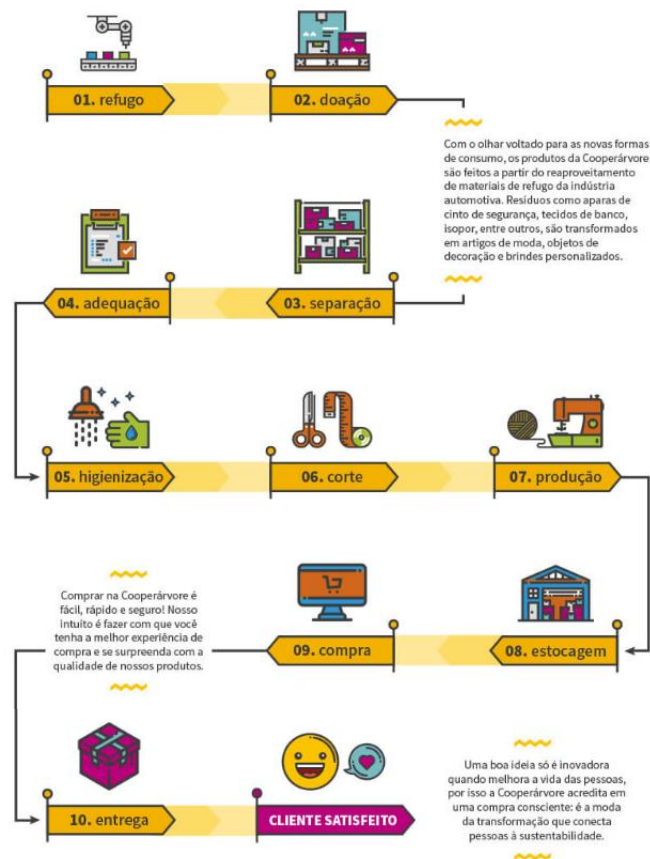 01. refugo
02. doação
Com o olhar voltado para as novas formas
de consumo, os produtos da Cooperárvore
são feitos a partir do reaproveitamento
de materiais de refugo da indústria
automotiva. Resíduos como aparas de
cinto de segurança, tecidos de banco,
isopor, entre outros, são transformados
em artigos de moda, objetos de
decoração e brindes personalizados.
03. separação
04. adequação
05. higienização
06. corte
07. produção
08. estocagem
09. compra
Comprar na Cooperárvore é
fácil, rápido e seguro! Nosso
intuito é fazer com que você
tenha a melhor experiência de
compra e se surpreenda com a
qualidade de nossos produtos.
10. entrega
CLIENTE SATISFEITO
Uma boa ideia só é inovadora
quando melhora a vida das pessoas,
por isso a Cooperárvore acredita em
uma compra consciente: é a moda
da transformação que conecta
pessoas à sustentabilidade.